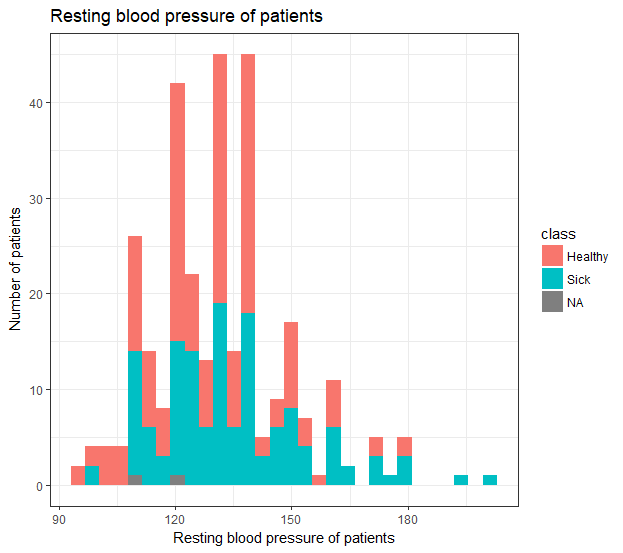 Resting blood pressure of patients
Number of patients
40
30
20
10
0
90 120 150 180
Resting blood pressure of patients
class
Healthy
Sick
NA